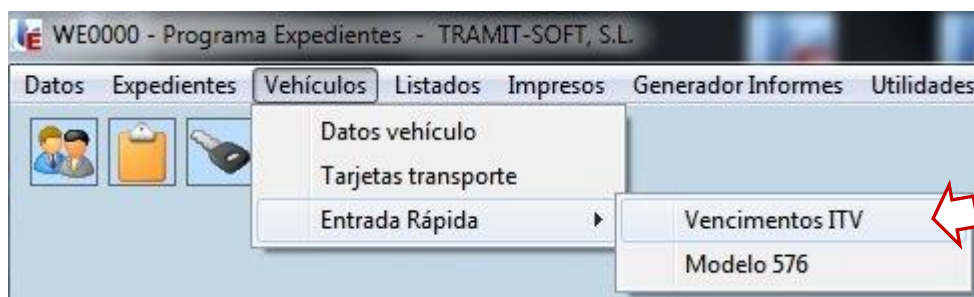 WE0000 - Programa Expedientes - TRAMIT-SOFT, S.L.
Datos Expedientes Vehículos Listados Impresos Generador Informes Utilidades
Datos vehículo
Tarjetas transporte
Entrada Rápida
Vencimentos ITV
Modelo 576